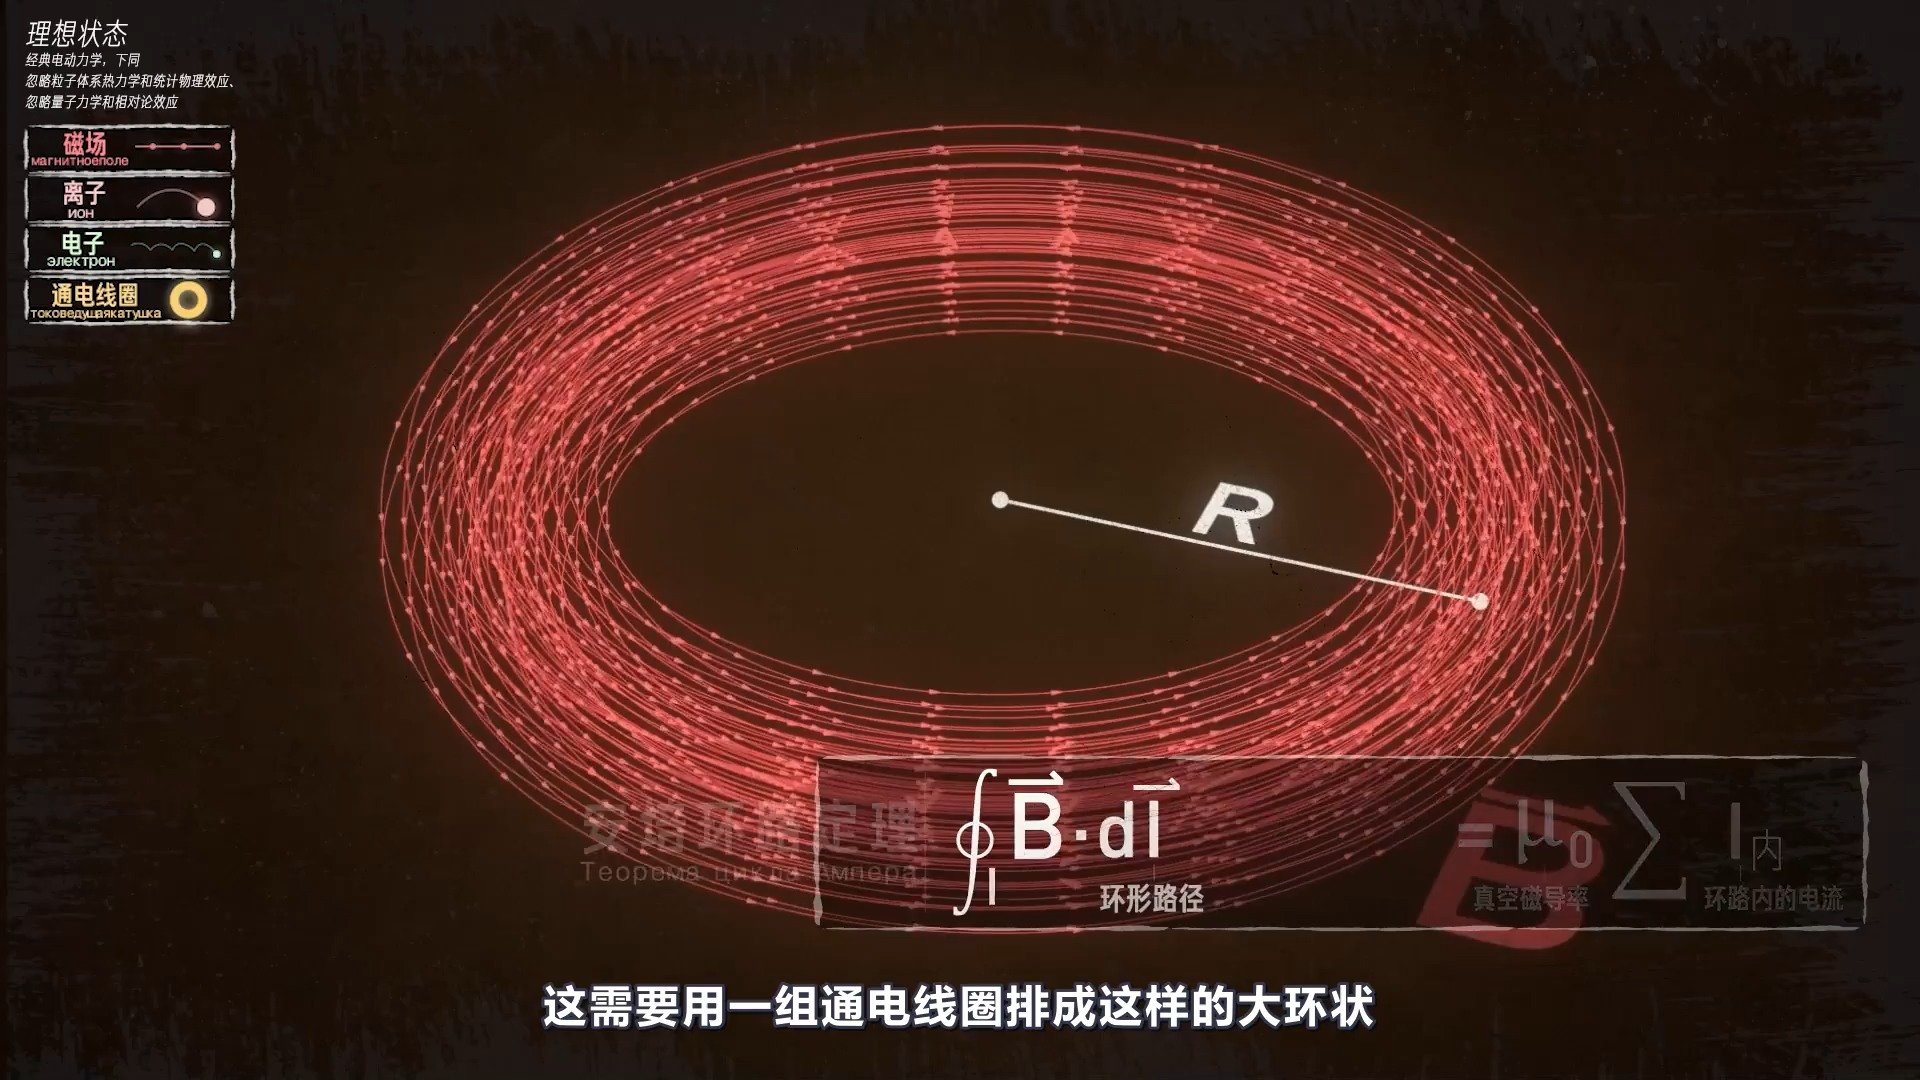 理想状态
经典电动力学，下同
忽略粒子体系热力学和统计物理效应、
忽略量子力学和相对论效应
磁场
магнитноеполе
离子
ион
电子
электрон
通电线圈
токоведущаякатушка
R
安培环路定理
Теорема цикла Ампера
∮ B⃗·dl⃗ = μ₀ ∑ I内
l
环形路径
真空磁导率
环路内的电流
B
这需要用一组通电线圈排成这样的大环状